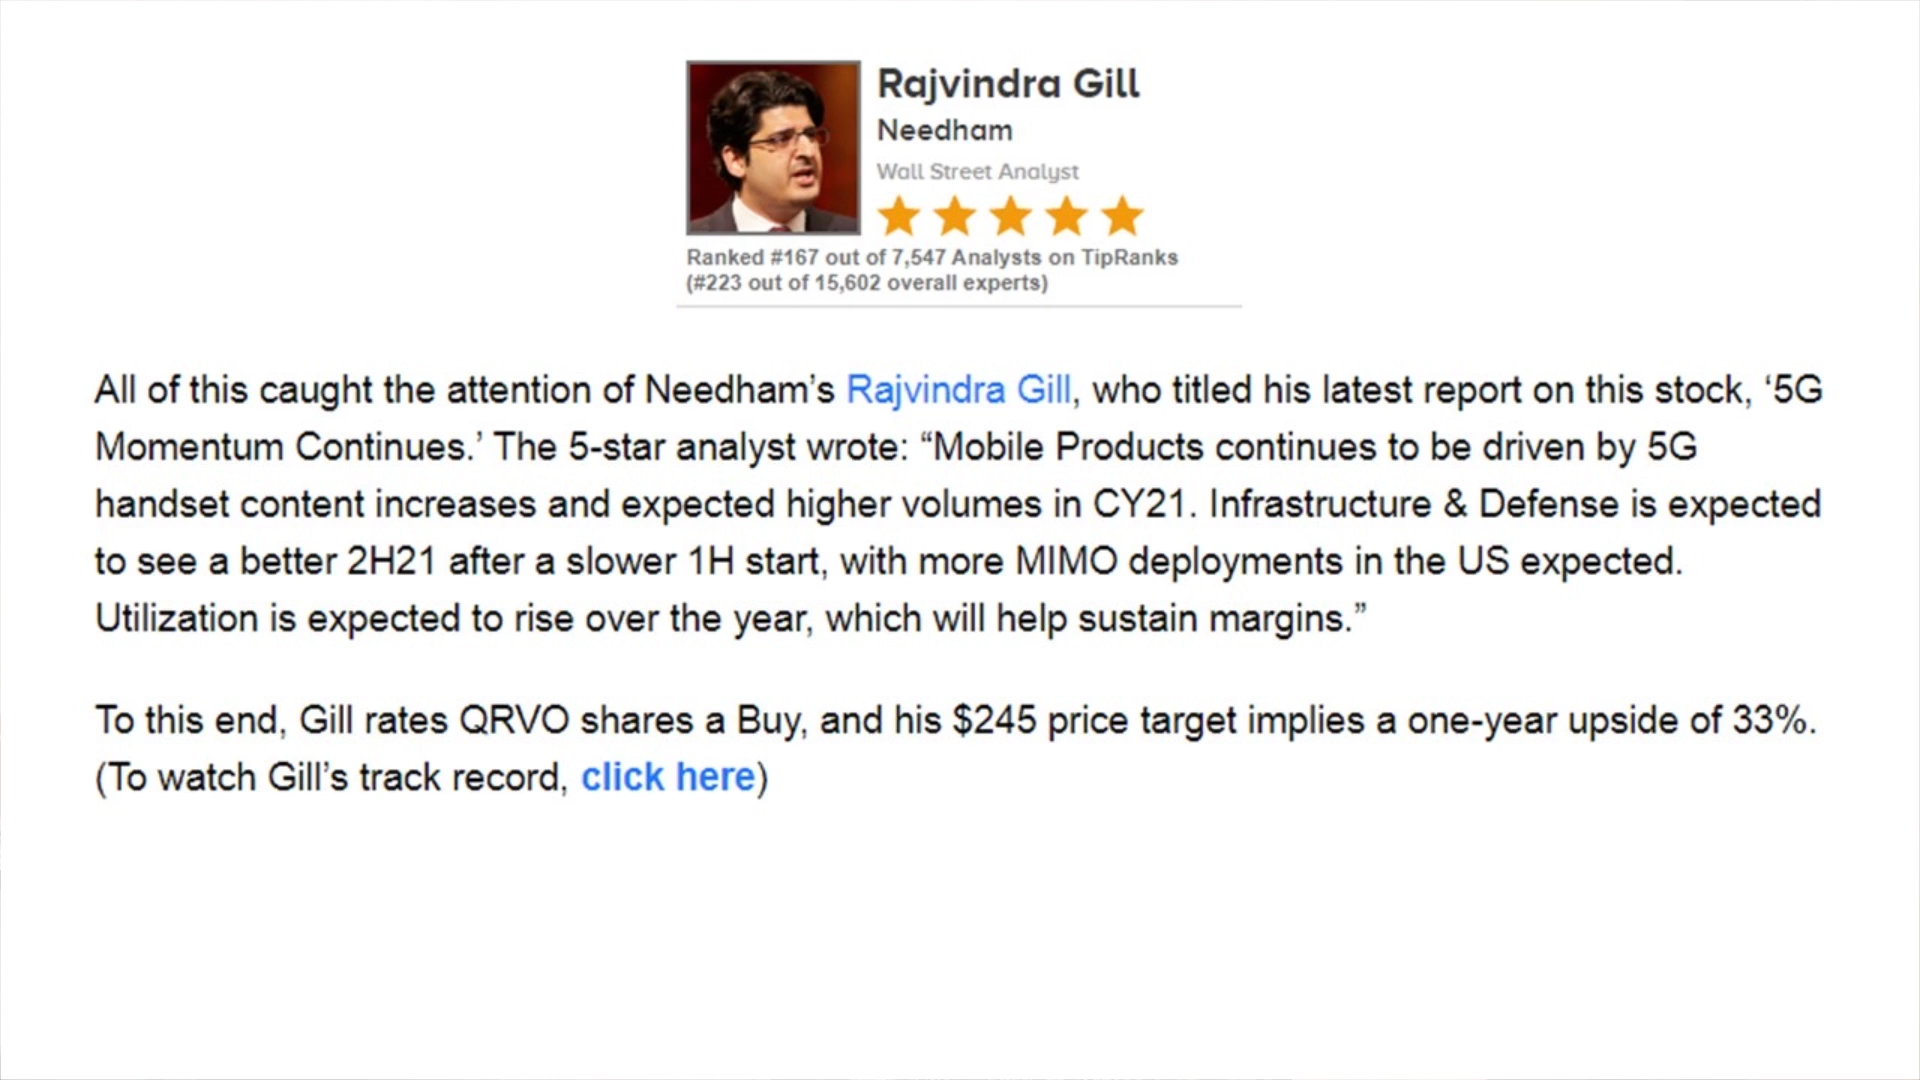 Rajvindra Gill
Needham
Wall Street Analyst
Ranked #167 out of 7,547 Analysts on TipRanks
(#223 out of 15,602 overall experts)
All of this caught the attention of Needham’s Rajvindra Gill, who titled his latest report on this stock, ‘5G
Momentum Continues.’ The 5-star analyst wrote: “Mobile Products continues to be driven by 5G
handset content increases and expected higher volumes in CY21. Infrastructure & Defense is expected
to see a better 2H21 after a slower 1H start, with more MIMO deployments in the US expected.
Utilization is expected to rise over the year, which will help sustain margins.”
To this end, Gill rates QRVO shares a Buy, and his $245 price target implies a one-year upside of 33%.
(To watch Gill’s track record, click here)